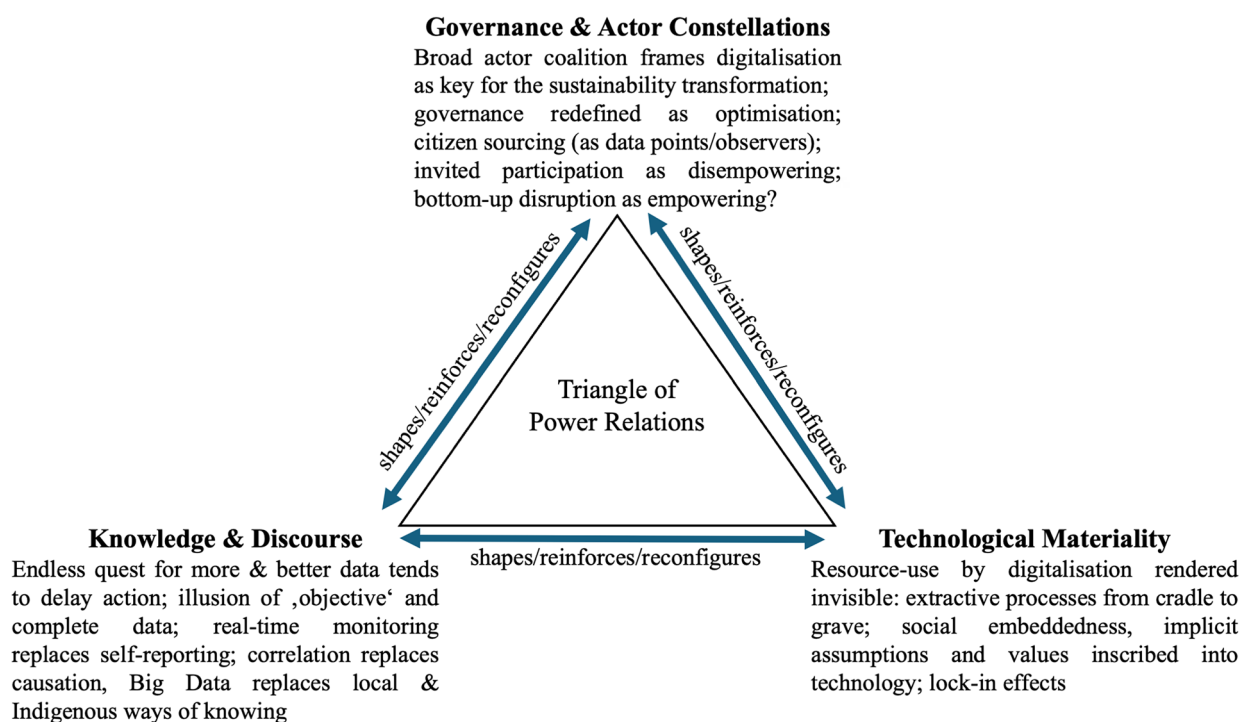 Governance & Actor Constellations
Broad actor coalition frames digitalisation
as key for the sustainability transformation;
governance redefined as optimisation;
citizen sourcing (as data points/observers);
invited participation as disempowering;
bottom-up disruption as empowering?
shapes/reinforces/reconfigures
shapes/reinforces/reconfigures
Triangle of
Power Relations
Knowledge & Discourse
Endless quest for more & better data tends
to delay action; illusion of ‚objective‘ and
complete data; real-time monitoring
replaces self-reporting; correlation replaces
causation, Big Data replaces local &
Indigenous ways of knowing
shapes/reinforces/reconfigures
Technological Materiality
Resource-use by digitalisation rendered
invisible: extractive processes from cradle to
grave; social embeddedness, implicit
assumptions and values inscribed into
technology; lock-in effects